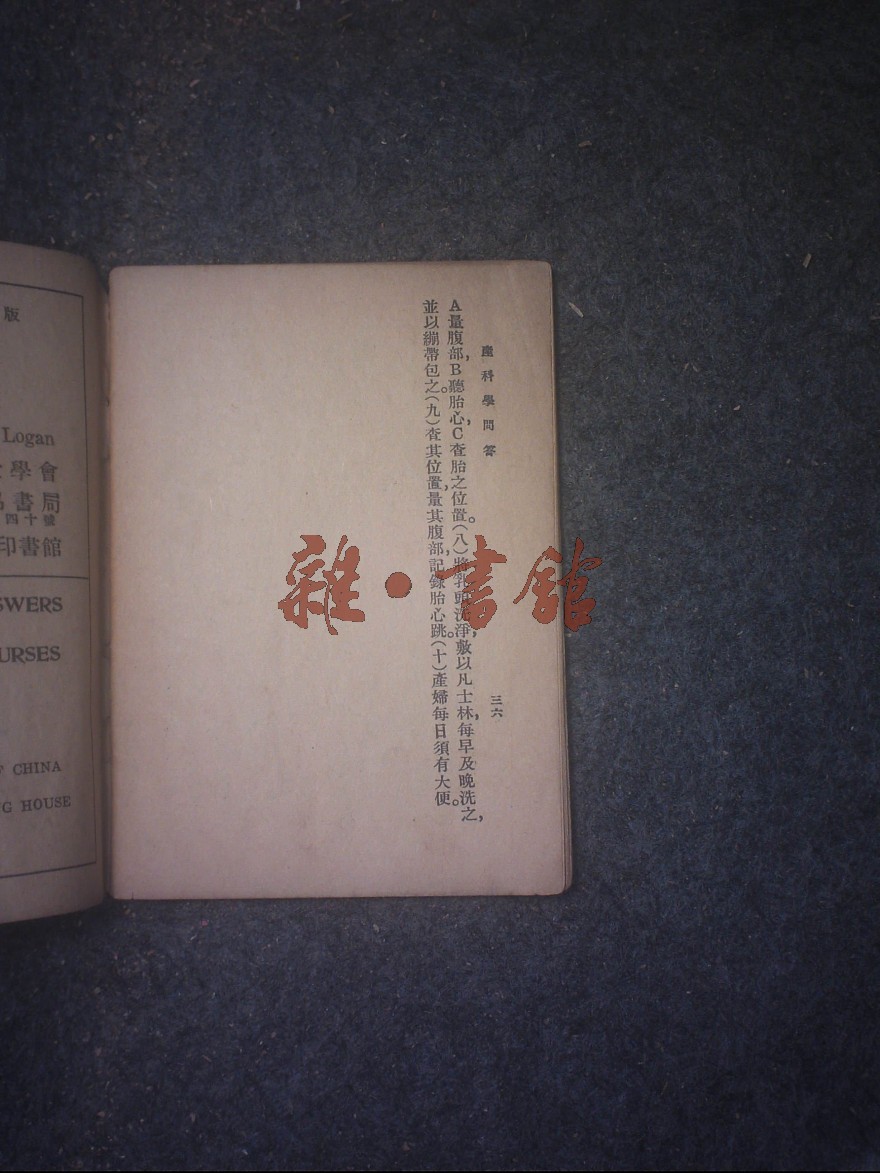 產科學問答
三六
A量腹部，B聽胎心，C查胎之位置。（八）將乳頭洗淨，敷以凡士林，每早及晚洗之，
並以繃帶包之。（九）查其位置，量其腹部，記錄胎心跳。（十）產婦每日須有大便。
雜·書館
版
Logan
學會
書局
四十號
印書館
SWERS
URSES
F CHINA
G HOUSE